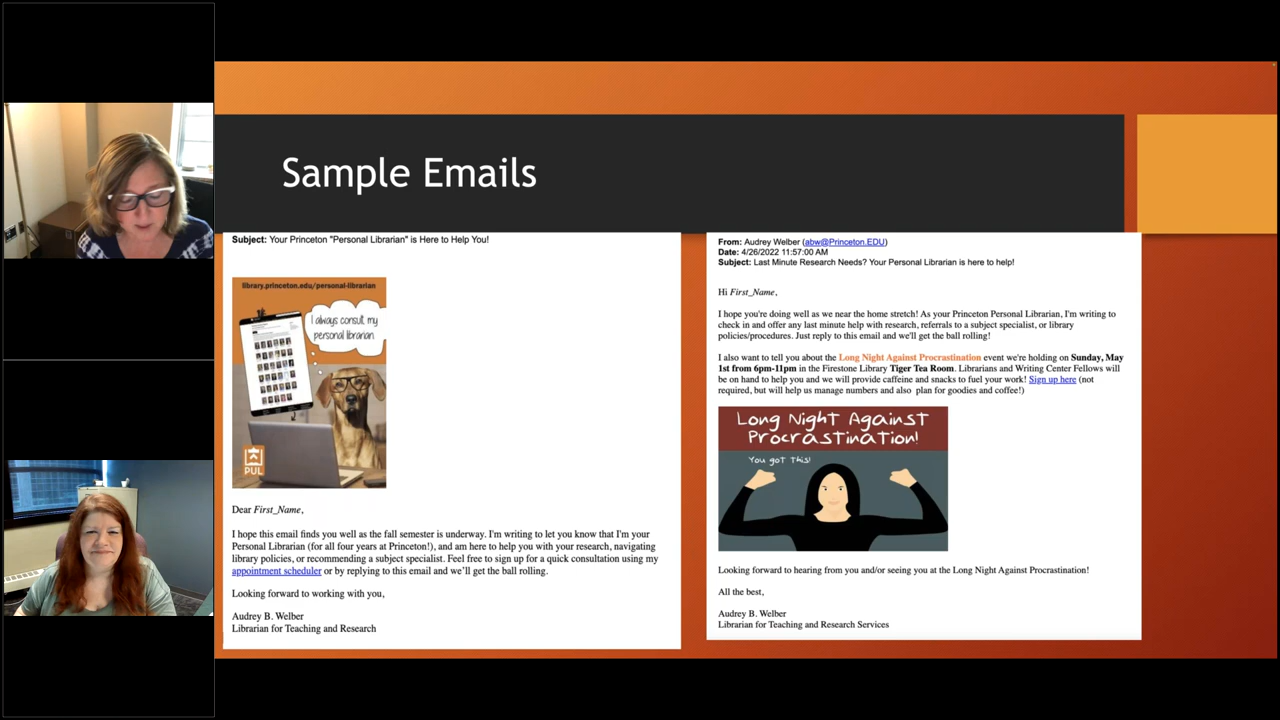 Sample Emails
Subject: Your Princeton "Personal Librarian" is Here to Help You!
library.princeton.edu/personal-librarian
I always consult my
personal librarian.
PUL
Dear First_Name,
I hope this email finds you well as the fall semester is underway. I'm writing to let you know that I'm your
Personal Librarian (for all four years at Princeton!), and am here to help you with your research, navigating
library policies, or recommending a subject specialist. Feel free to sign up for a quick consultation using my
appointment scheduler or by replying to this email and we'll get the ball rolling.
Looking forward to working with you,
Audrey B. Welber
Librarian for Teaching and Research
From: Audrey Welber (abw@Princeton.EDU)
Date: 4/26/2022 11:57:00 AM
Subject: Last Minute Research Needs? Your Personal Librarian is here to help!
Hi First_Name,
I hope you're doing well as we near the home stretch! As your Princeton Personal Librarian, I'm writing to
check in and offer any last minute help with research, referrals to a subject specialist, or library
policies/procedures. Just reply to this email and we'll get the ball rolling!
I also want to tell you about the Long Night Against Procrastination event we're holding on Sunday, May
1st from 6pm-11pm in the Firestone Library Tiger Tea Room. Librarians and Writing Center Fellows will
be on hand to help you and we will provide caffeine and snacks to fuel your work! Sign up here (not
required, but will help us manage numbers and also plan for goodies and coffee!)
Long Night Against
Procrastination!
You got this!
Looking forward to hearing from you and/or seeing you at the Long Night Against Procrastination!
All the best,
Audrey B. Welber
Librarian for Teaching and Research Services